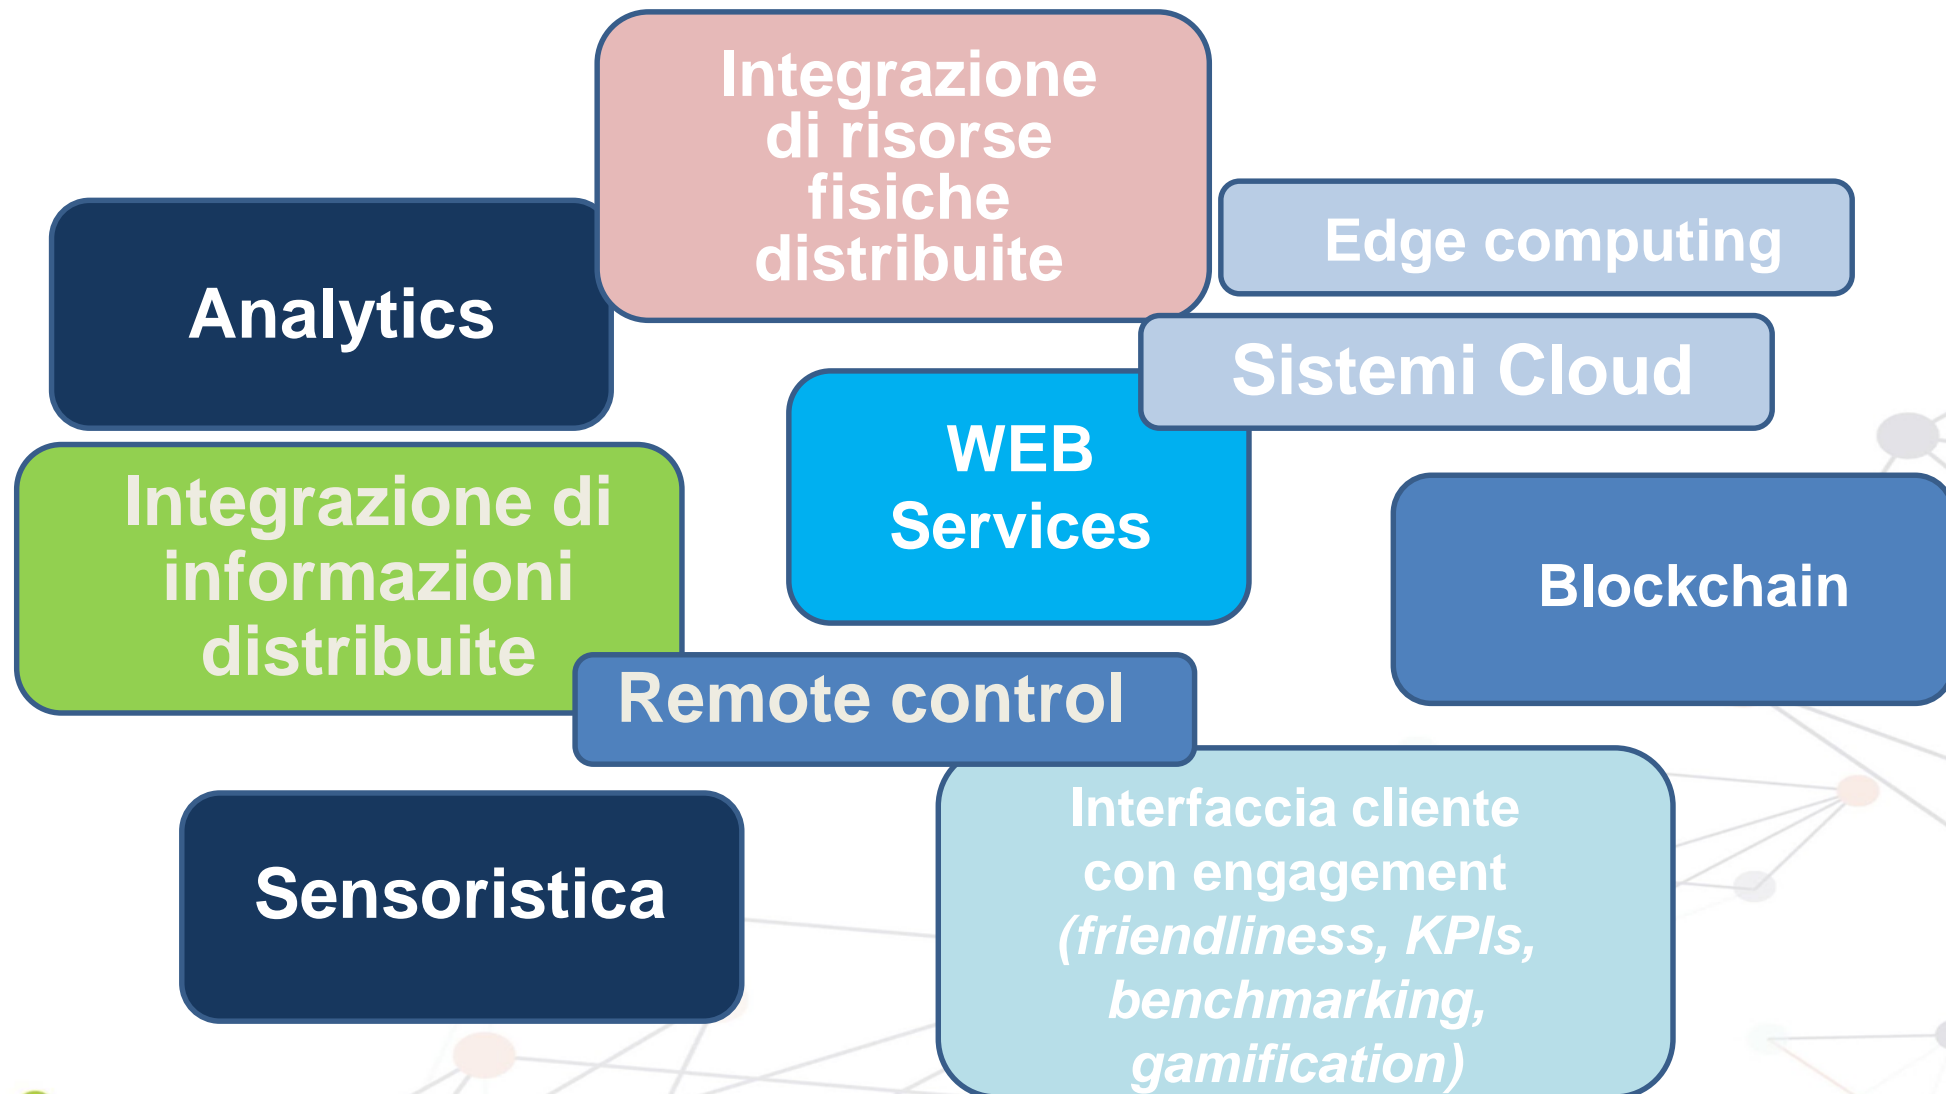 Integrazione
di risorse
fisiche
distribuite
Edge computing
Analytics
Sistemi Cloud
WEB
Services
Integrazione di
informazioni
distribuite
Blockchain
Remote control
Interfaccia cliente
con engagement
(friendliness, KPIs,
benchmarking,
gamification)
Sensoristica